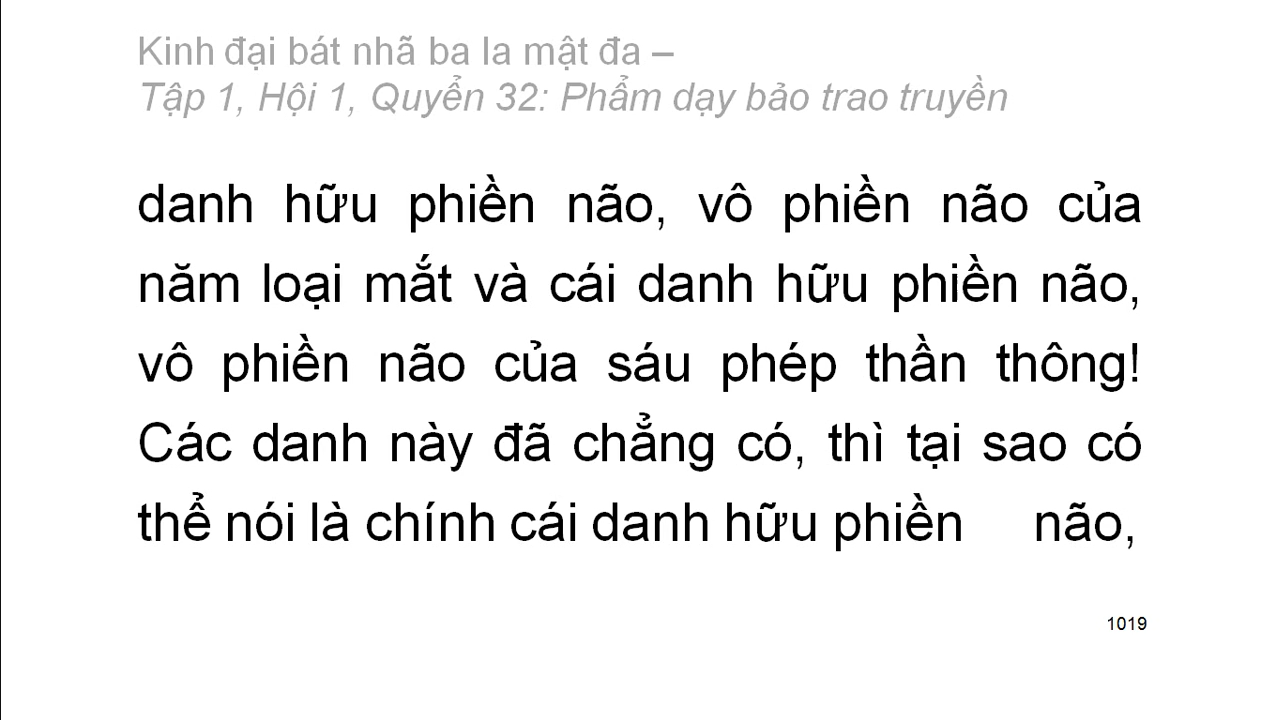 Kinh đại bát nhã ba la mật đa –
Tập 1, Hội 1, Quyển 32: Phẩm dạy bảo trao truyền
danh hữu phiền não, vô phiền não của
năm loại mắt và cái danh hữu phiền não,
vô phiền não của sáu phép thần thông!
Các danh này đã chẳng có, thì tại sao có
thể nói là chính cái danh hữu phiền não,
1019